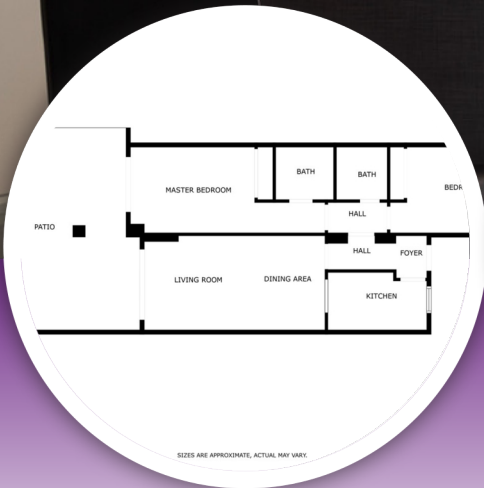 BATH
BATH
MASTER BEDROOM
BEDR
HALL
PATIO
HALL
FOYER
LIVING ROOM
DINING AREA
KITCHEN
SIZES ARE APPROXIMATE, ACTUAL MAY VARY.